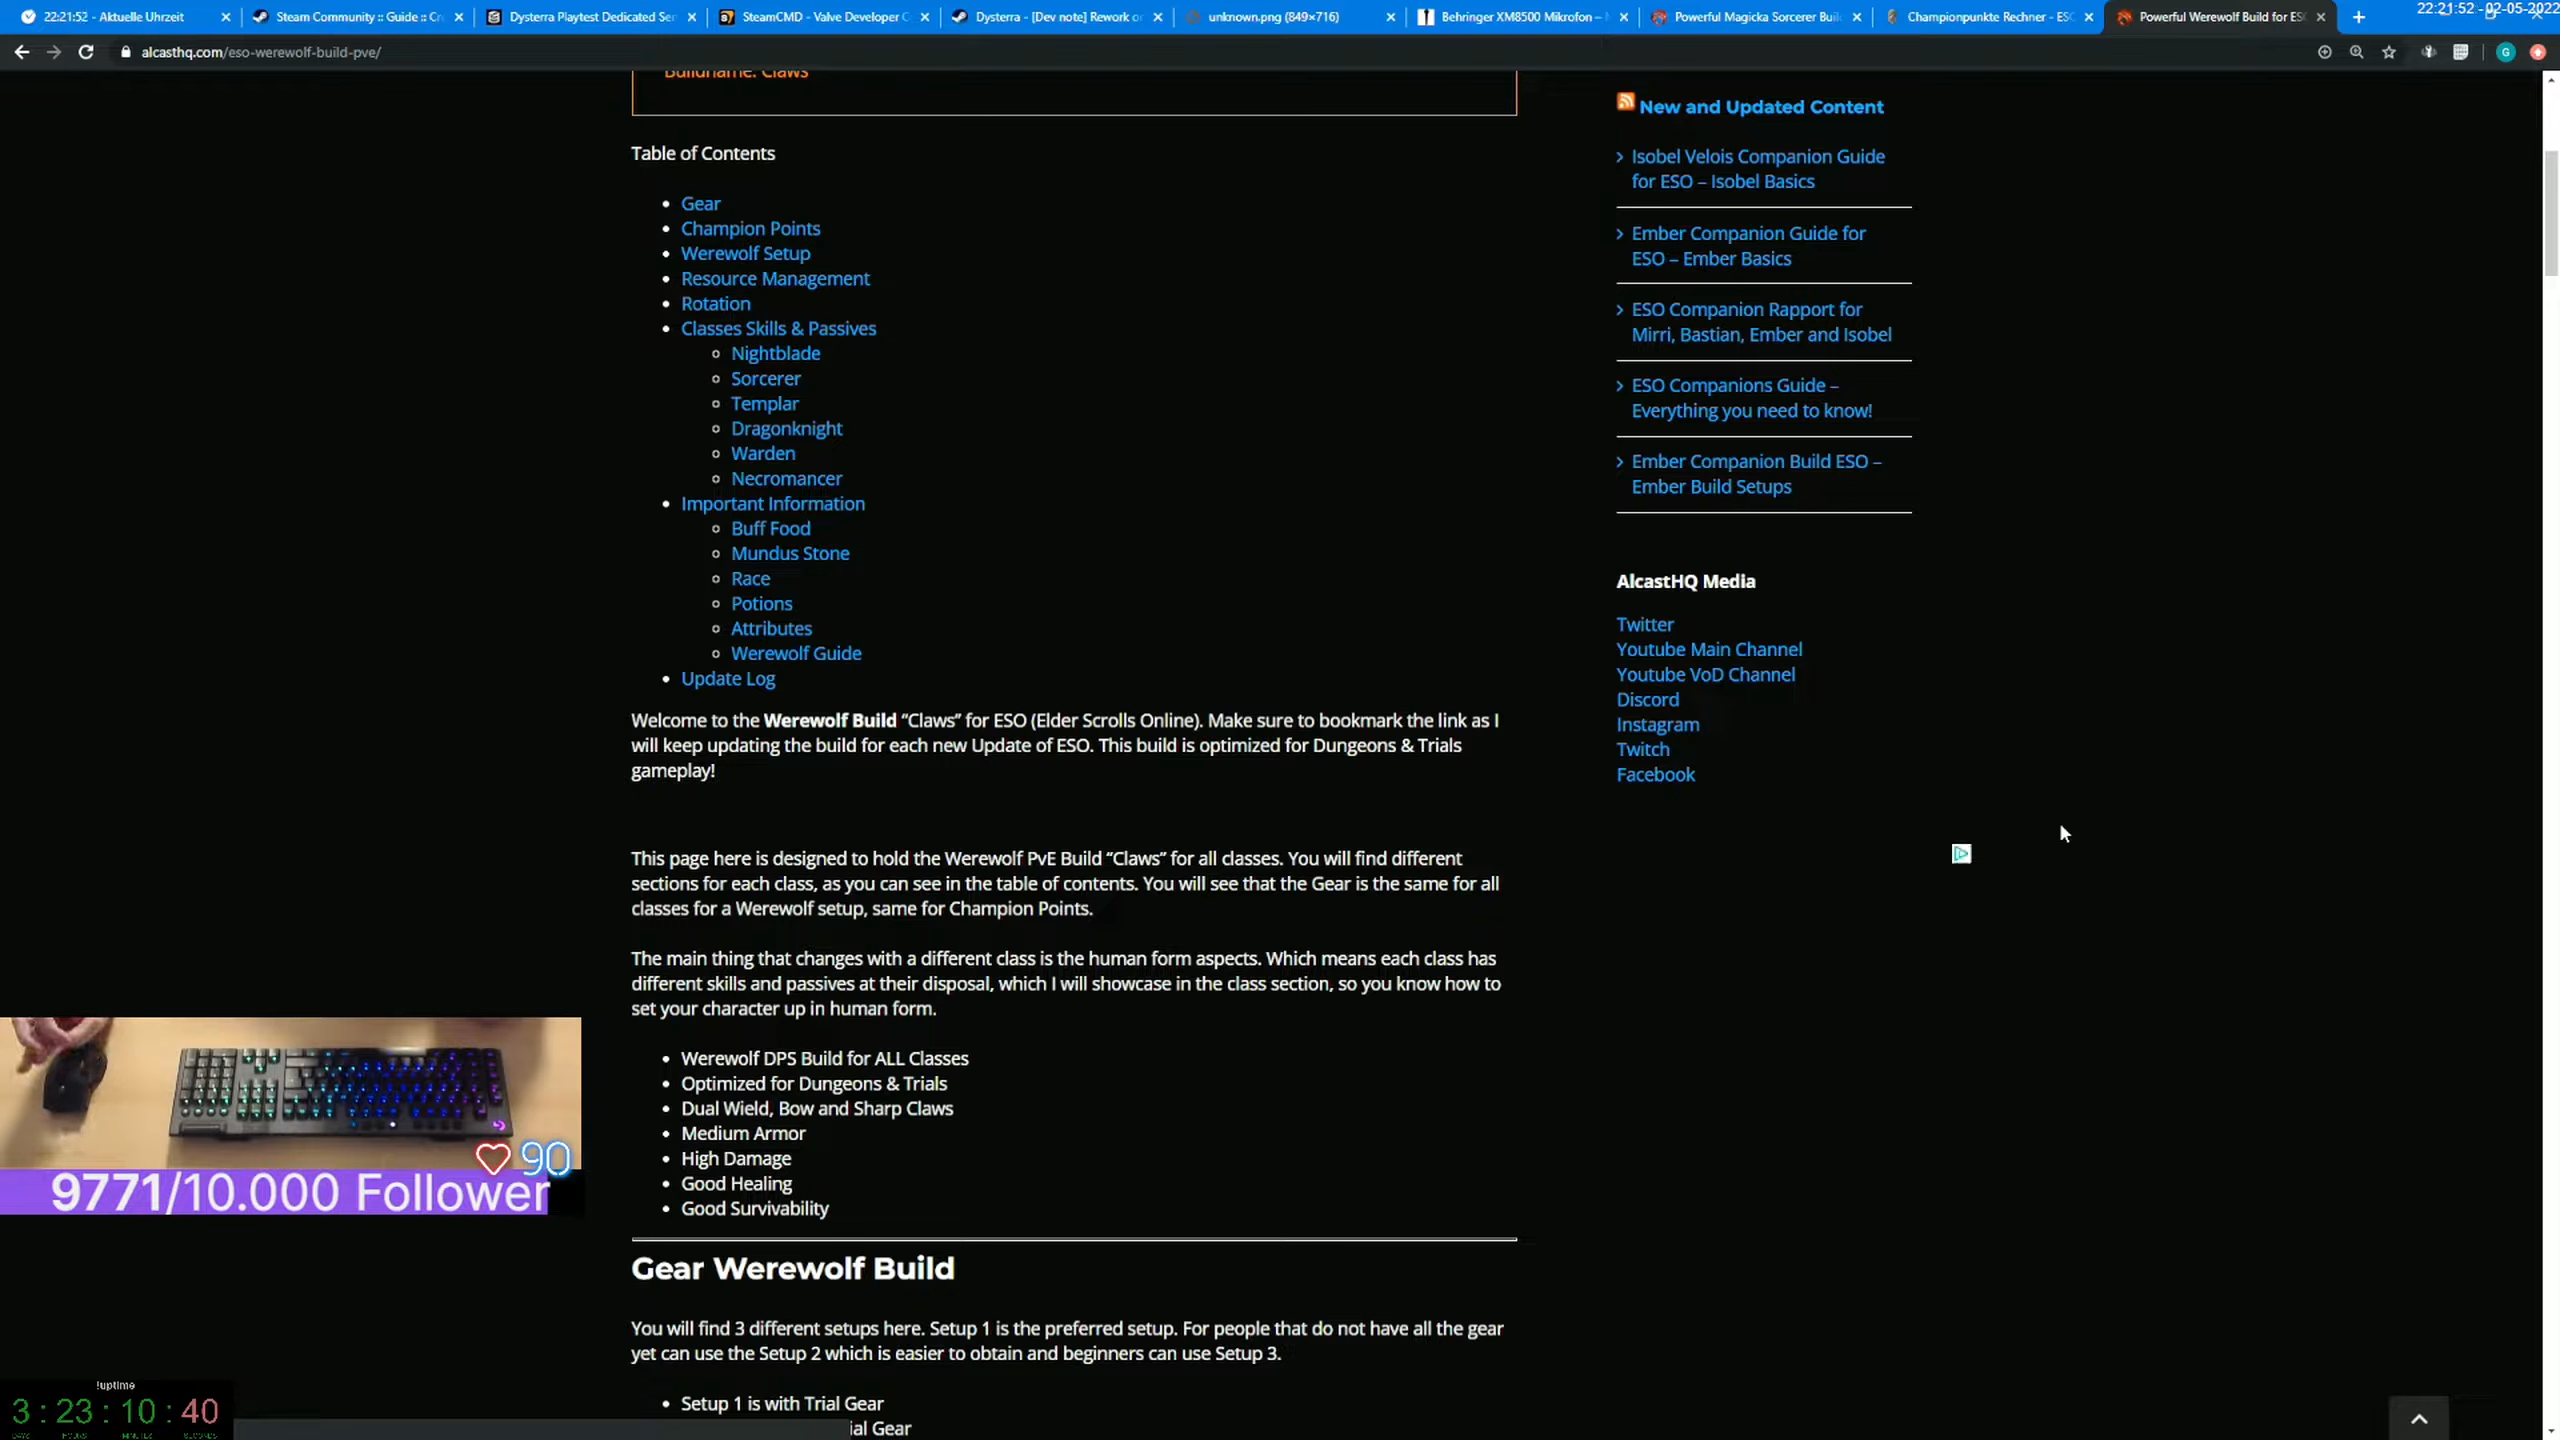 22:21:52 - Aktuelle Uhrzeit
Steam Community :: Guide :: Cr
Dysterra Playtest Dedicated Ser
SteamCMD - Valve Developer C
Dysterra - [Dev note] Rework or
unknown.png (849×716)
Behringer XM8500 Mikrofon –
Powerful Magicka Sorcerer Buil
Championpunkte Rechner - ESO
Powerful Werewolf Build for ESO
22:21:52 - 02-05-2022
alcasthq.com/eso-werewolf-build-pve/
Buildname: Claws
Table of Contents
Gear
Champion Points
Werewolf Setup
Resource Management
Rotation
Classes Skills & Passives
Nightblade
Sorcerer
Templar
Dragonknight
Warden
Necromancer
Important Information
Buff Food
Mundus Stone
Race
Potions
Attributes
Werewolf Guide
Update Log
Welcome to the Werewolf Build “Claws” for ESO (Elder Scrolls Online). Make sure to bookmark the link as I
will keep updating the build for each new Update of ESO. This build is optimized for Dungeons & Trials
gameplay!
This page here is designed to hold the Werewolf PvE Build “Claws” for all classes. You will find different
sections for each class, as you can see in the table of contents. You will see that the Gear is the same for all
classes for a Werewolf setup, same for Champion Points.
The main thing that changes with a different class is the human form aspects. Which means each class has
different skills and passives at their disposal, which I will showcase in the class section, so you know how to
set your character up in human form.
Werewolf DPS Build for ALL Classes
Optimized for Dungeons & Trials
Dual Wield, Bow and Sharp Claws
Medium Armor
High Damage
Good Healing
Good Survivability
Gear Werewolf Build
You will find 3 different setups here. Setup 1 is the preferred setup. For people that do not have all the gear
yet can use the Setup 2 which is easier to obtain and beginners can use Setup 3.
Setup 1 is with Trial Gear
ial Gear
New and Updated Content
Isobel Velois Companion Guide
for ESO – Isobel Basics
Ember Companion Guide for
ESO – Ember Basics
ESO Companion Rapport for
Mirri, Bastian, Ember and Isobel
ESO Companions Guide –
Everything you need to know!
Ember Companion Build ESO –
Ember Build Setups
AlcastHQ Media
Twitter
Youtube Main Channel
Youtube VoD Channel
Discord
Instagram
Twitch
Facebook
90
9771/10.000 Follower
!uptime
3 : 23 : 10 : 40